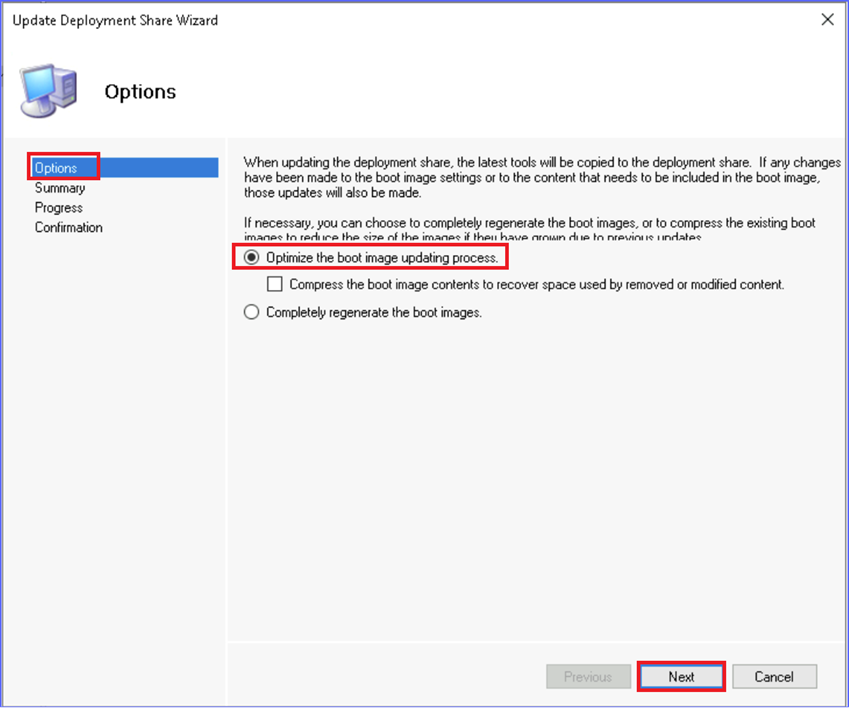 Update Deployment Share Wizard
Options
Options
Summary
Progress
Confirmation
When updating the deployment share, the latest tools will be copied to the deployment share.  If any changes
have been made to the boot image settings or to the content that needs to be included in the boot image,
those updates will also be made.
If necessary, you can choose to completely regenerate the boot images, or to compress the existing boot
images to reduce the size of the images if they have grown due to previous updates.
Optimize the boot image updating process.
Compress the boot image contents to recover space used by removed or modified content.
Completely regenerate the boot images.
Previous
Next
Cancel